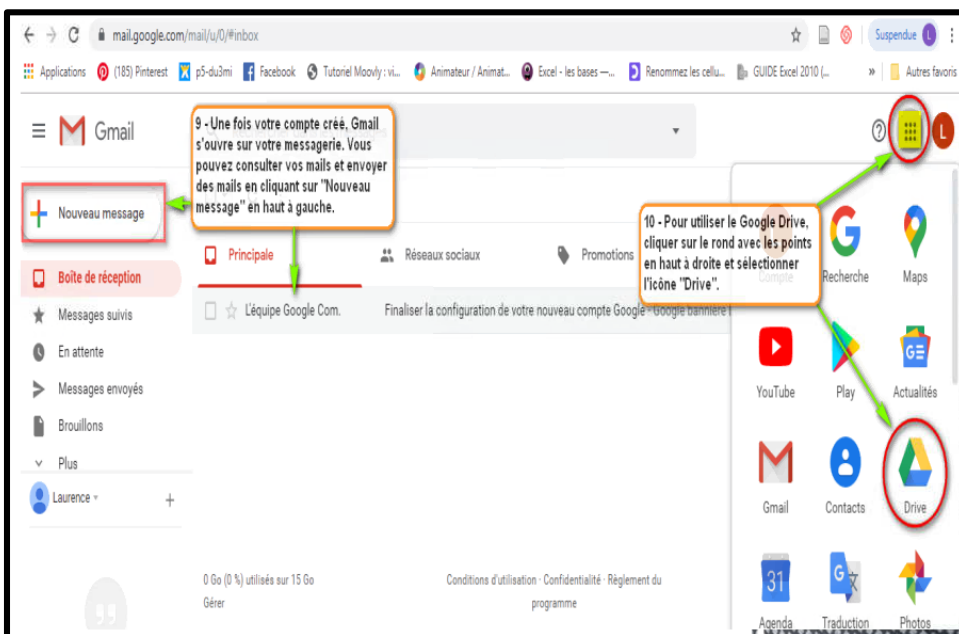 mail.google.com/mail/u/0/#inbox
Suspendue L
Applications (185) Pinterest p5-du3mi Facebook Tutoriel Moovly : vi... Animateur / Animat... Excel - les bases —... Renommez les cellu... GUIDE Excel 2010 (... » Autres favoris
Gmail
L
9 - Une fois votre compte créé, Gmail
s'ouvre sur votre messagerie. Vous
pouvez consulter vos mails et envoyer
des mails en cliquant sur "Nouveau
message" en haut à gauche.
10 - Pour utiliser le Google Drive,
cliquer sur le rond avec les points
en haut à droite et sélectionner
l'icône "Drive".
Nouveau message
Boîte de réception
Messages suivis
En attente
Messages envoyés
Brouillons
Plus
Laurence
Principale
Réseaux sociaux
Promotions
L'équipe Google Com.
Finaliser la configuration de votre nouveau compte Google - Google bannière
Compte Recherche Maps
YouTube Play Actualités
Gmail Contacts Drive
31
Agenda Traduction Photos
0 Go (0 %) utilisés sur 15 Go
Gérer
Conditions d'utilisation · Confidentialité · Règlement du
programme